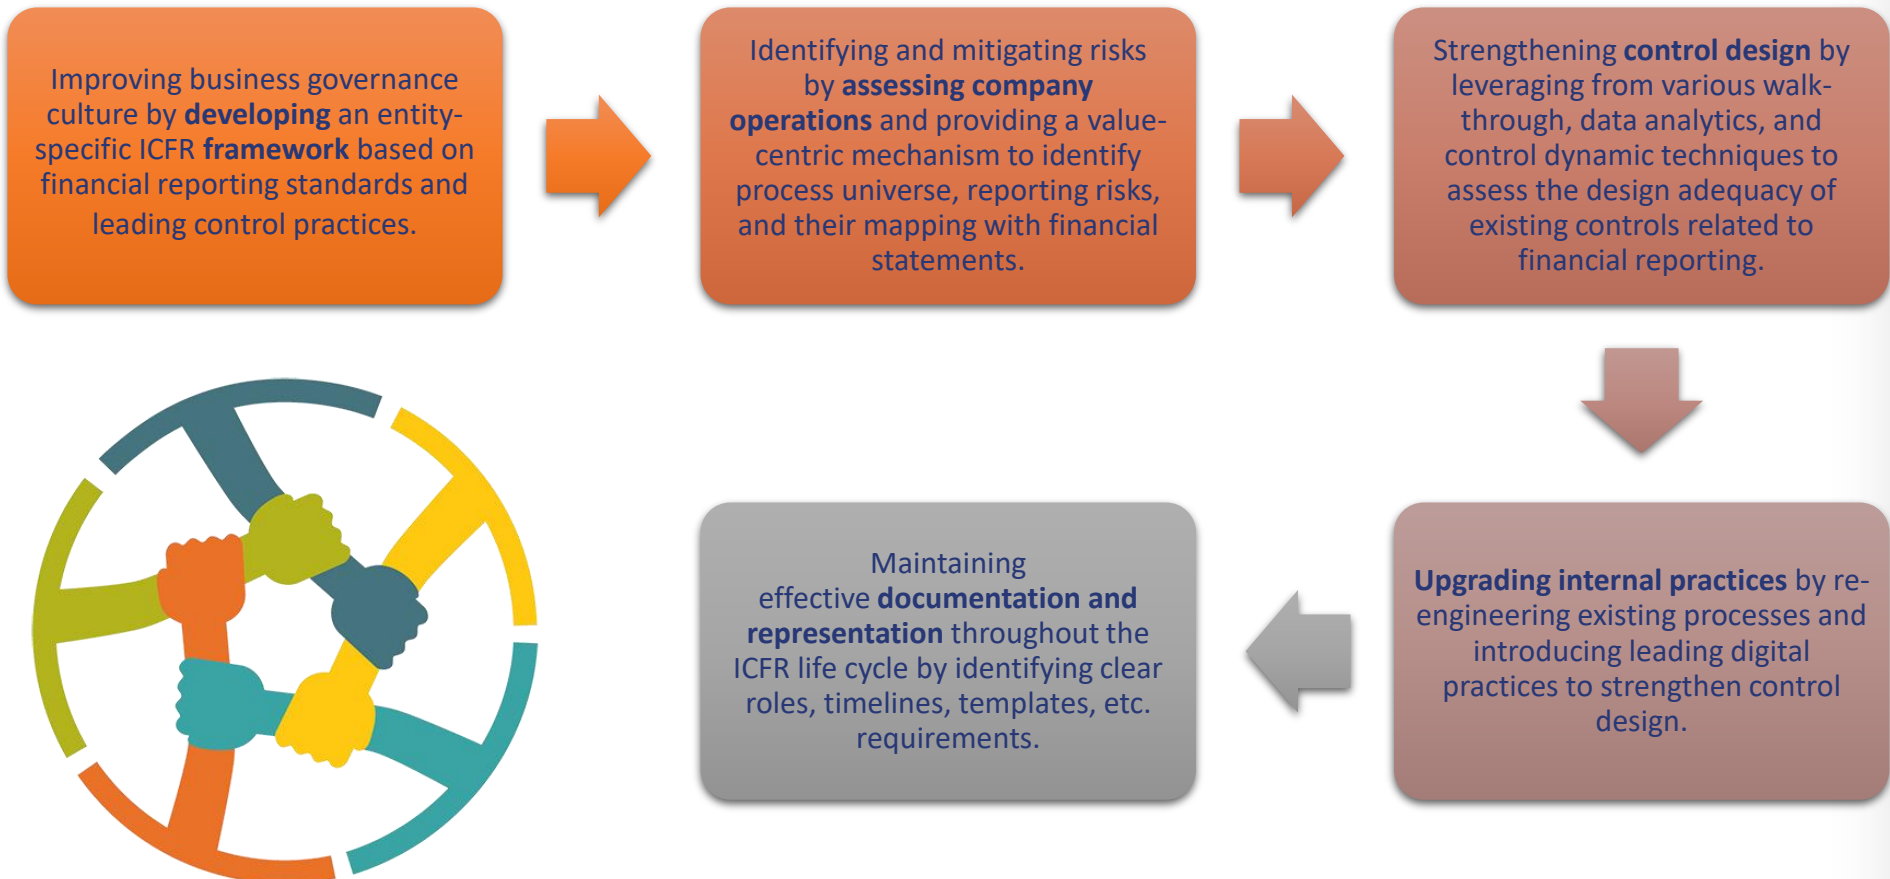 Improving business governance
culture by developing an entity-
specific ICFR framework based on
financial reporting standards and
leading control practices.
Identifying and mitigating risks
by assessing company
operations and providing a value-
centric mechanism to identify
process universe, reporting risks,
and their mapping with financial
statements.
Strengthening control design by
leveraging from various walk-
through, data analytics, and
control dynamic techniques to
assess the design adequacy of
existing controls related to
financial reporting.
Upgrading internal practices by re-
engineering existing processes and
introducing leading digital
practices to strengthen control
design.
Maintaining
effective documentation and
representation throughout the
ICFR life cycle by identifying clear
roles, timelines, templates, etc.
requirements.